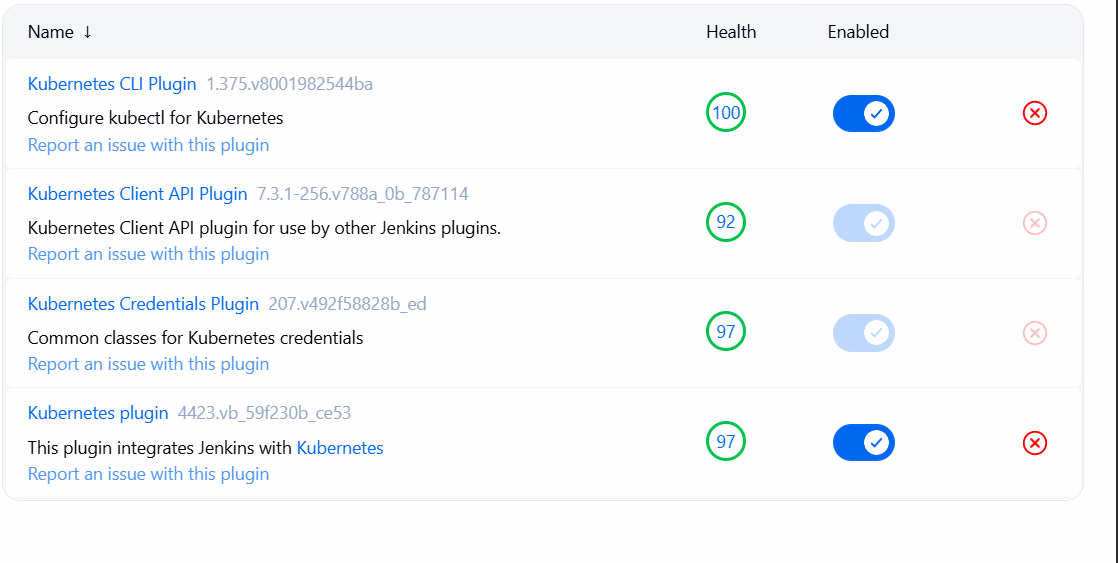 Name ↓ Health Enabled
Kubernetes CLI Plugin 1.375.v8001982544ba
Configure kubectl for Kubernetes
Report an issue with this plugin
100
Kubernetes Client API Plugin 7.3.1-256.v788a_0b_787114
Kubernetes Client API plugin for use by other Jenkins plugins.
Report an issue with this plugin
92
Kubernetes Credentials Plugin 207.v492f58828b_ed
Common classes for Kubernetes credentials
Report an issue with this plugin
97
Kubernetes plugin 4423.vb_59f230b_ce53
This plugin integrates Jenkins with Kubernetes
Report an issue with this plugin
97